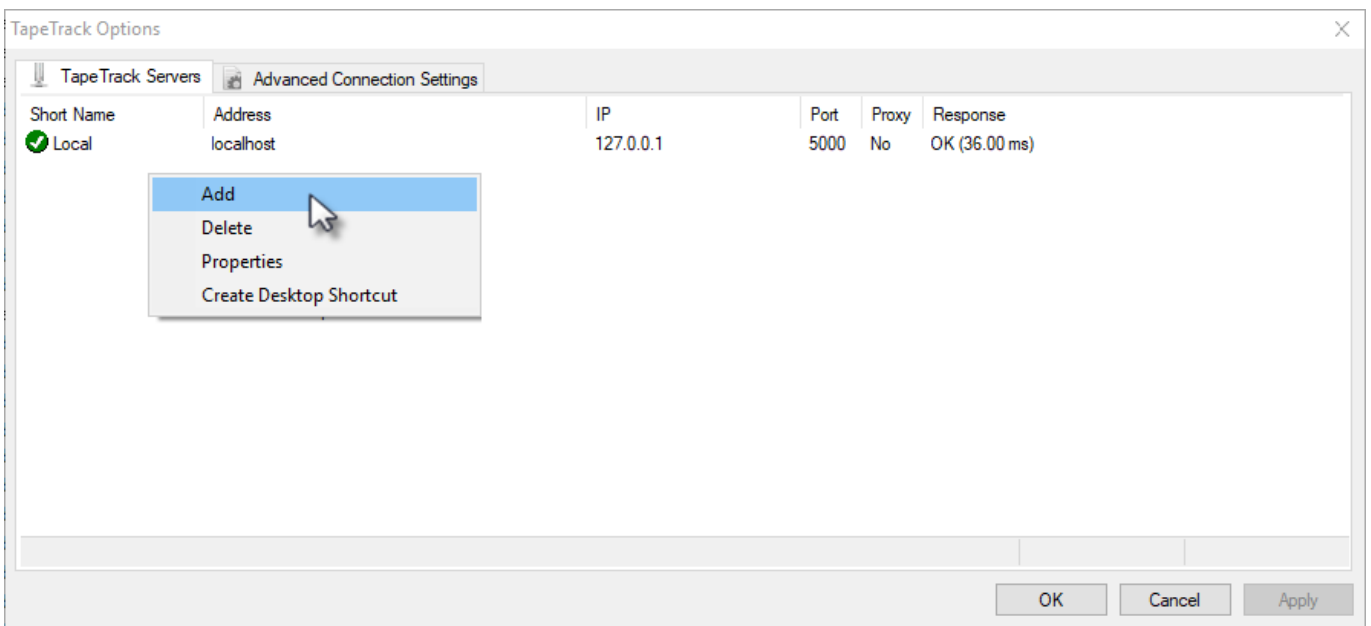 TapeTrack Options
TapeTrack Servers Advanced Connection Settings
Short Name Address IP Port Proxy Response
Local localhost 127.0.0.1 5000 No OK (36.00 ms)
Add
Delete
Properties
Create Desktop Shortcut
OK Cancel Apply